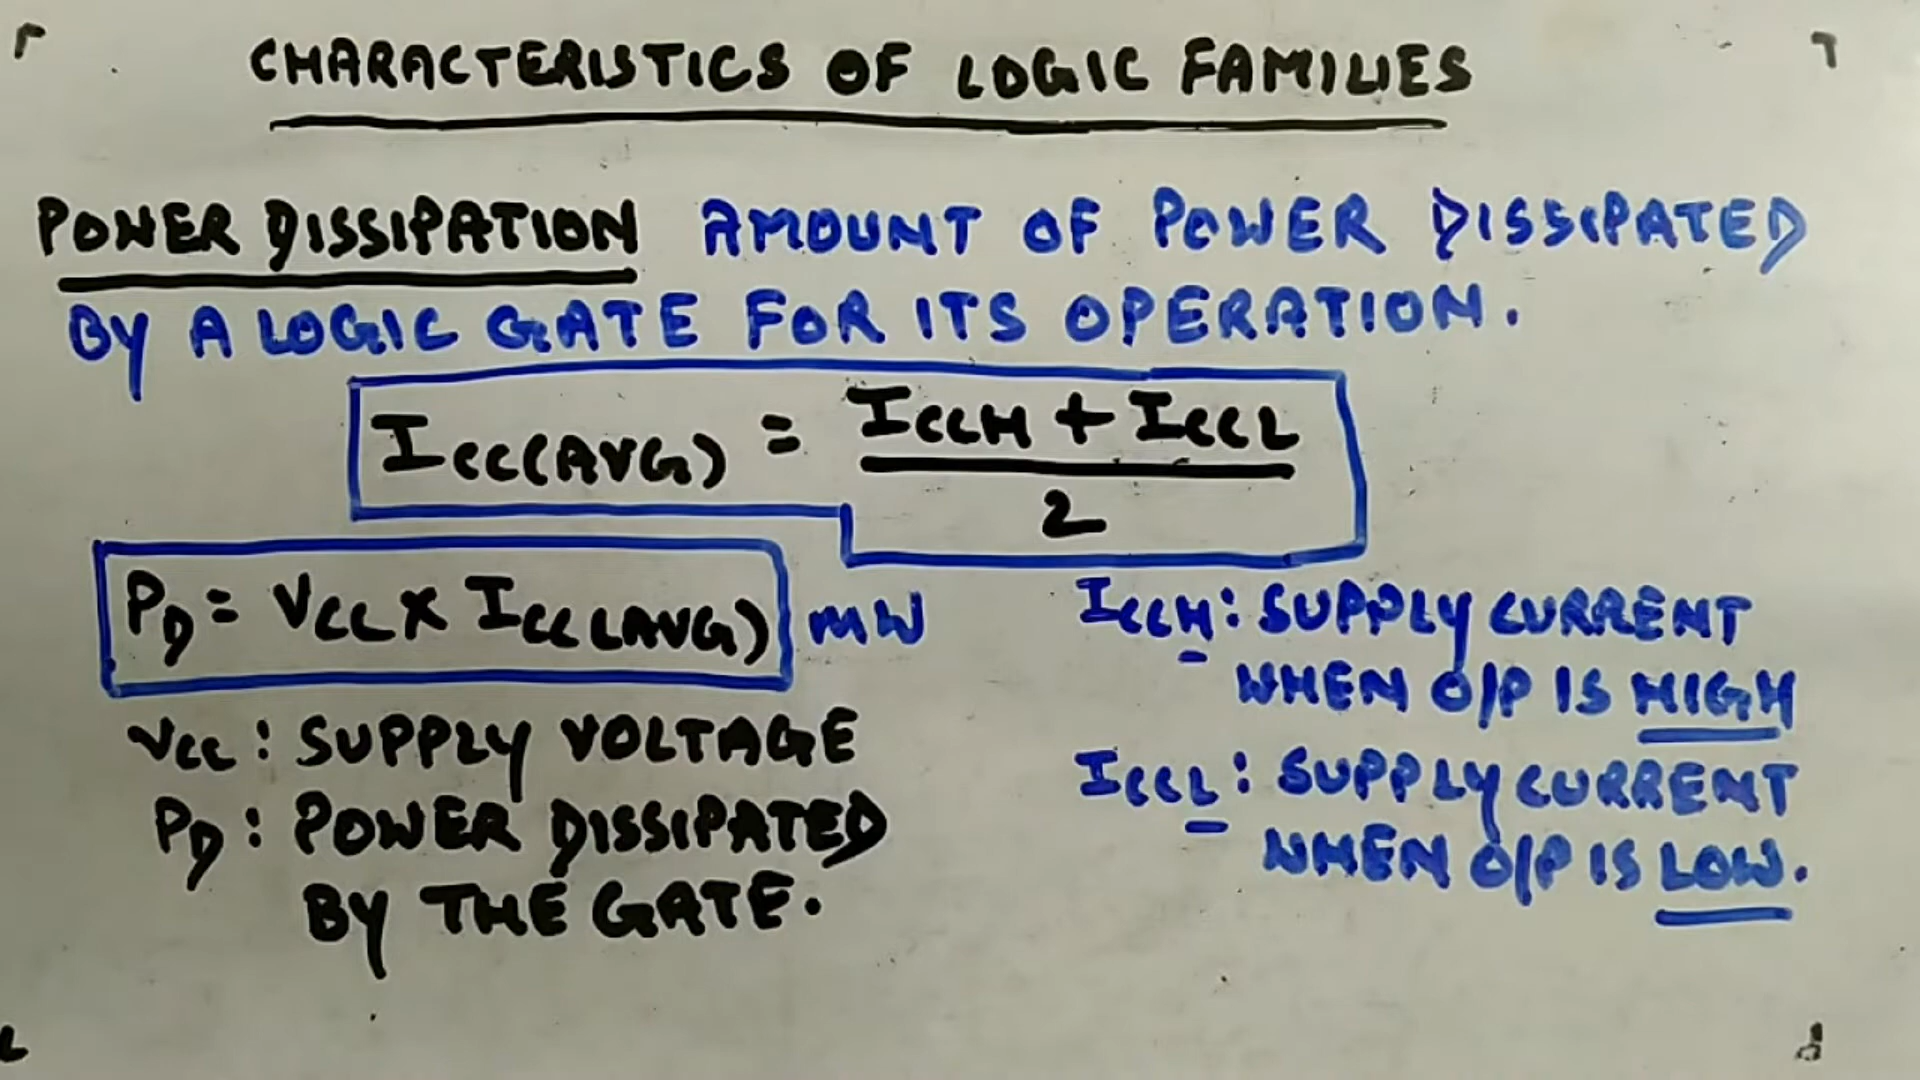 CHARACTERISTICS OF LOGIC FAMILIES
POWER DISSIPATION AMOUNT OF POWER DISSIPATED
BY A LOGIC GATE FOR ITS OPERATION.
ICC(AVG) = ICCH + ICCL
2
PD = VCC X ICC(AVG) mW
VCC : SUPPLY VOLTAGE
PD : POWER DISSIPATED
BY THE GATE.
ICCH : SUPPLY CURRENT
WHEN O/P IS HIGH
ICCL : SUPPLY CURRENT
WHEN O/P IS LOW.